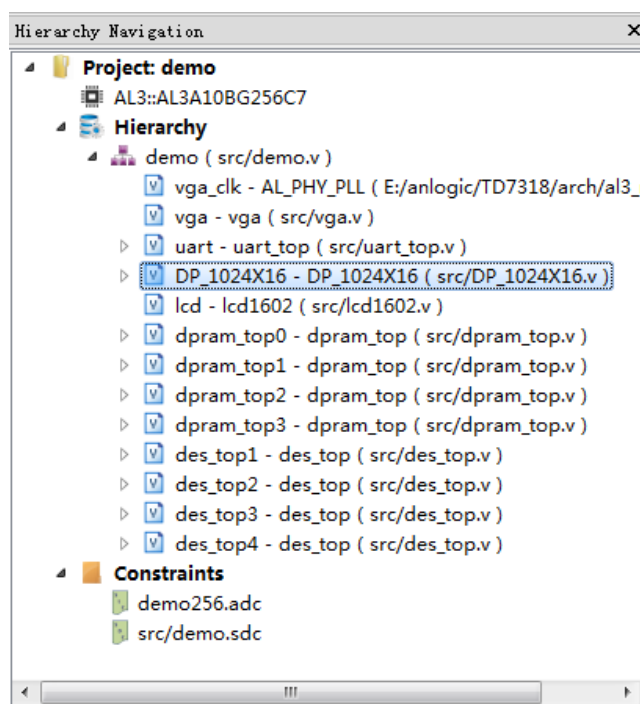 Hierarchy Navigation
Project: demo
AL3::AL3A10BG256C7
Hierarchy
demo ( src/demo.v )
vga_clk - AL_PHY_PLL ( E:/anlogic/TD7318/arch/al3_
vga - vga ( src/vga.v )
uart - uart_top ( src/uart_top.v )
DP_1024X16 - DP_1024X16 ( src/DP_1024X16.v )
lcd - lcd1602 ( src/lcd1602.v )
dpram_top0 - dpram_top ( src/dpram_top.v )
dpram_top1 - dpram_top ( src/dpram_top.v )
dpram_top2 - dpram_top ( src/dpram_top.v )
dpram_top3 - dpram_top ( src/dpram_top.v )
des_top1 - des_top ( src/des_top.v )
des_top2 - des_top ( src/des_top.v )
des_top3 - des_top ( src/des_top.v )
des_top4 - des_top ( src/des_top.v )
Constraints
demo256.adc
src/demo.sdc